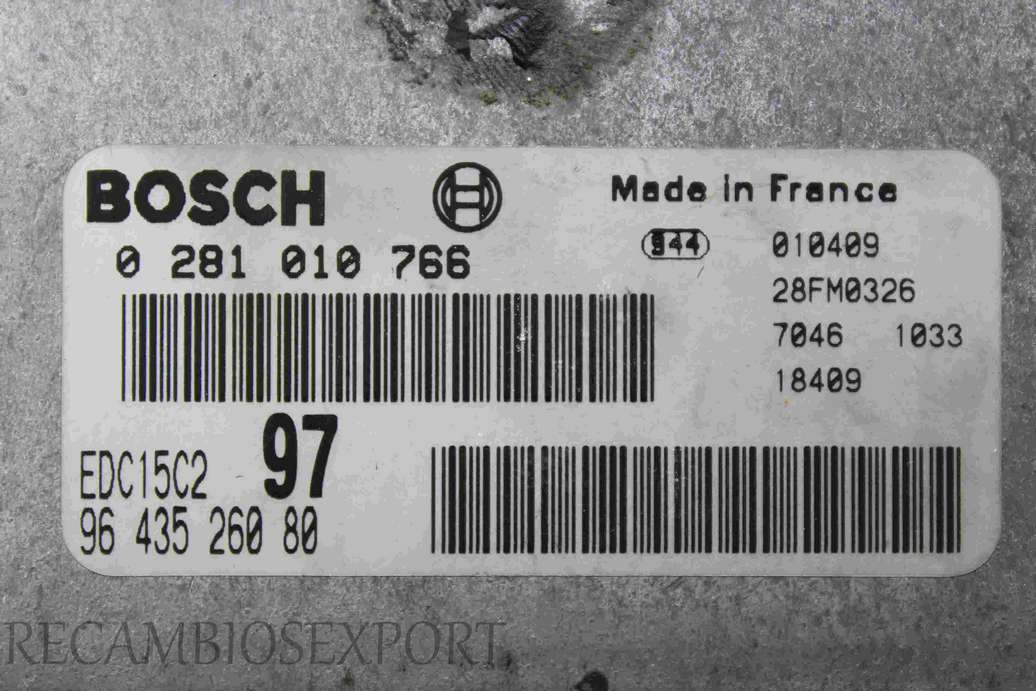 BOSCH
Made in France
0 281 010 766
944 010409
28FM0326
7046 1033
18409
97
EDC15C2
96 435 260 80
RECAMBIOSEXPORT